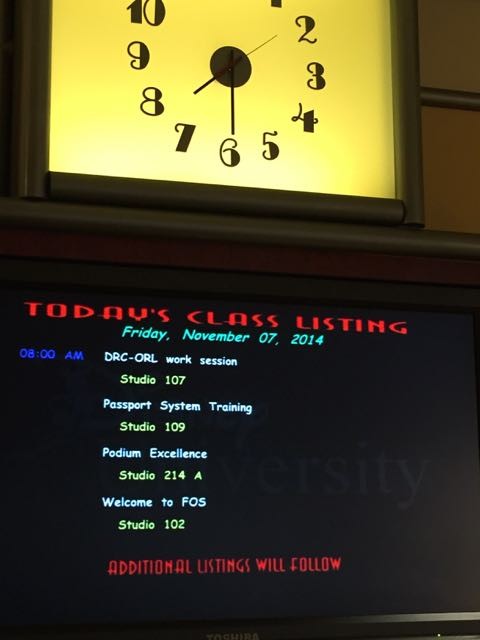 10
9
8
7
6
5
4
3
2
TODAY'S CLASS LISTING
Friday, November 07, 2014
08:00 AM DRC-ORL work session
Studio 107
Passport System Training
Studio 109
Podium Excellence
Studio 214 A
Welcome to FOS
Studio 102
University
ADDITIONAL LISTINGS WILL FOLLOW
TOSHIBA